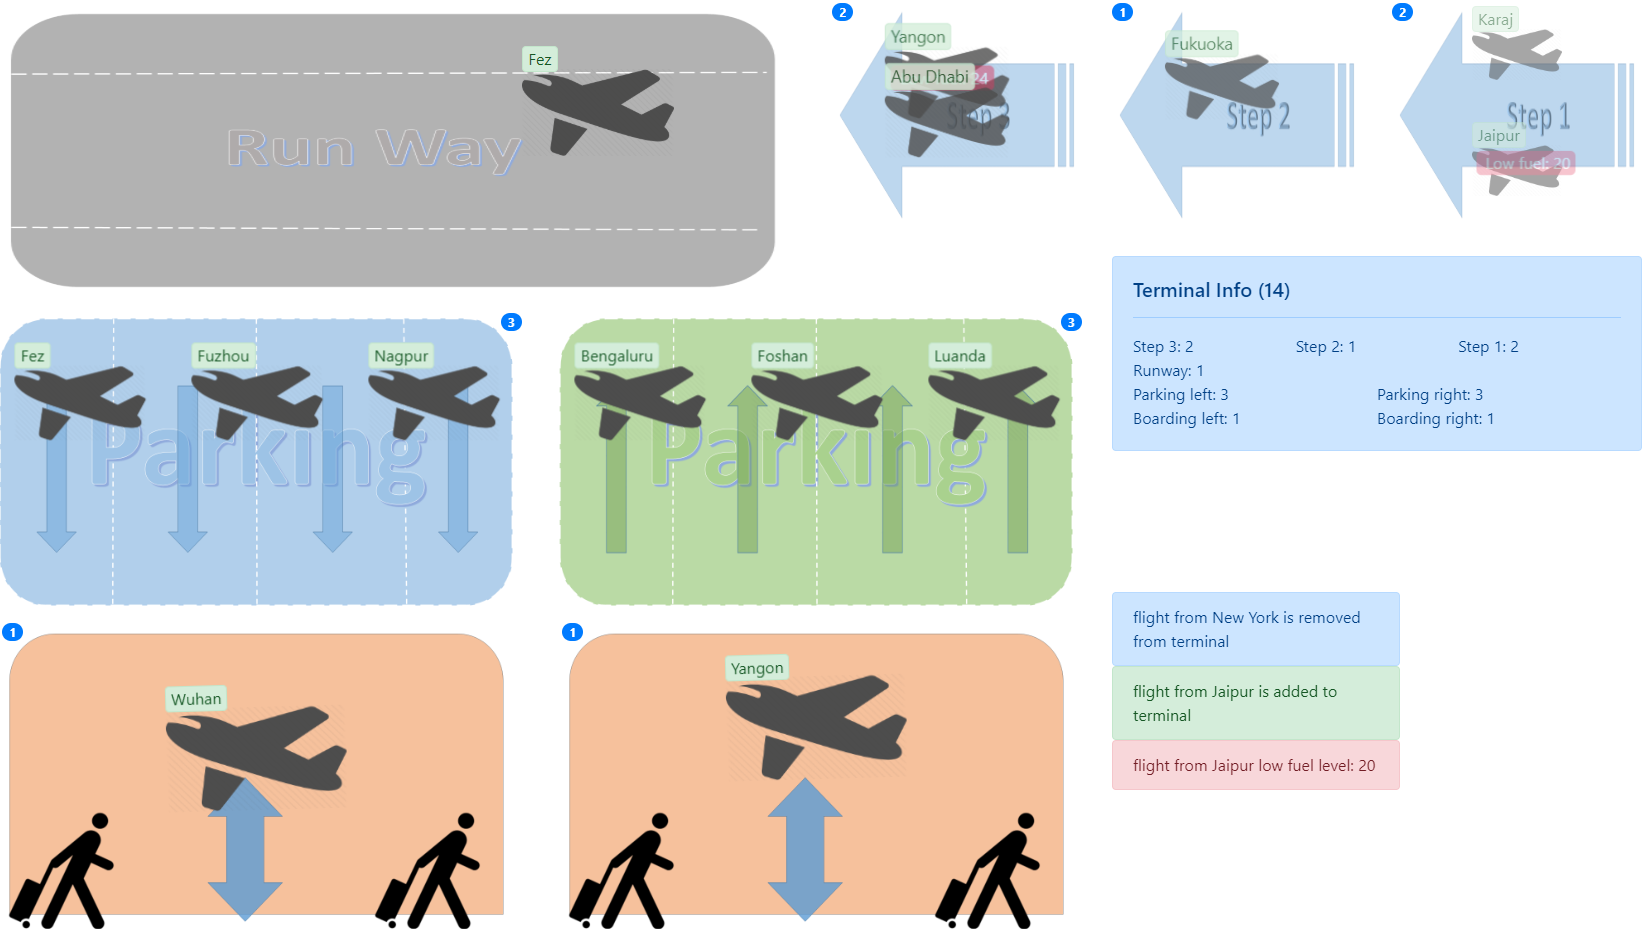 2
1
2
Fez
Run Way
Yangon
Abu Dhabi
24
Step 3
Fukuoka
Step 2
Karaj
Step 1
Jaipur
Low fuel: 20
Terminal Info (14)
Step 3: 2 Step 2: 1 Step 1: 2
Runway: 1
Parking left: 3 Parking right: 3
Boarding left: 1 Boarding right: 1
3
Fez Fuzhou Nagpur
Parking
3
Bengaluru Foshan Luanda
Parking
1
Wuhan
1
Yangon
flight from New York is removed
from terminal
flight from Jaipur is added to
terminal
flight from Jaipur low fuel level: 20